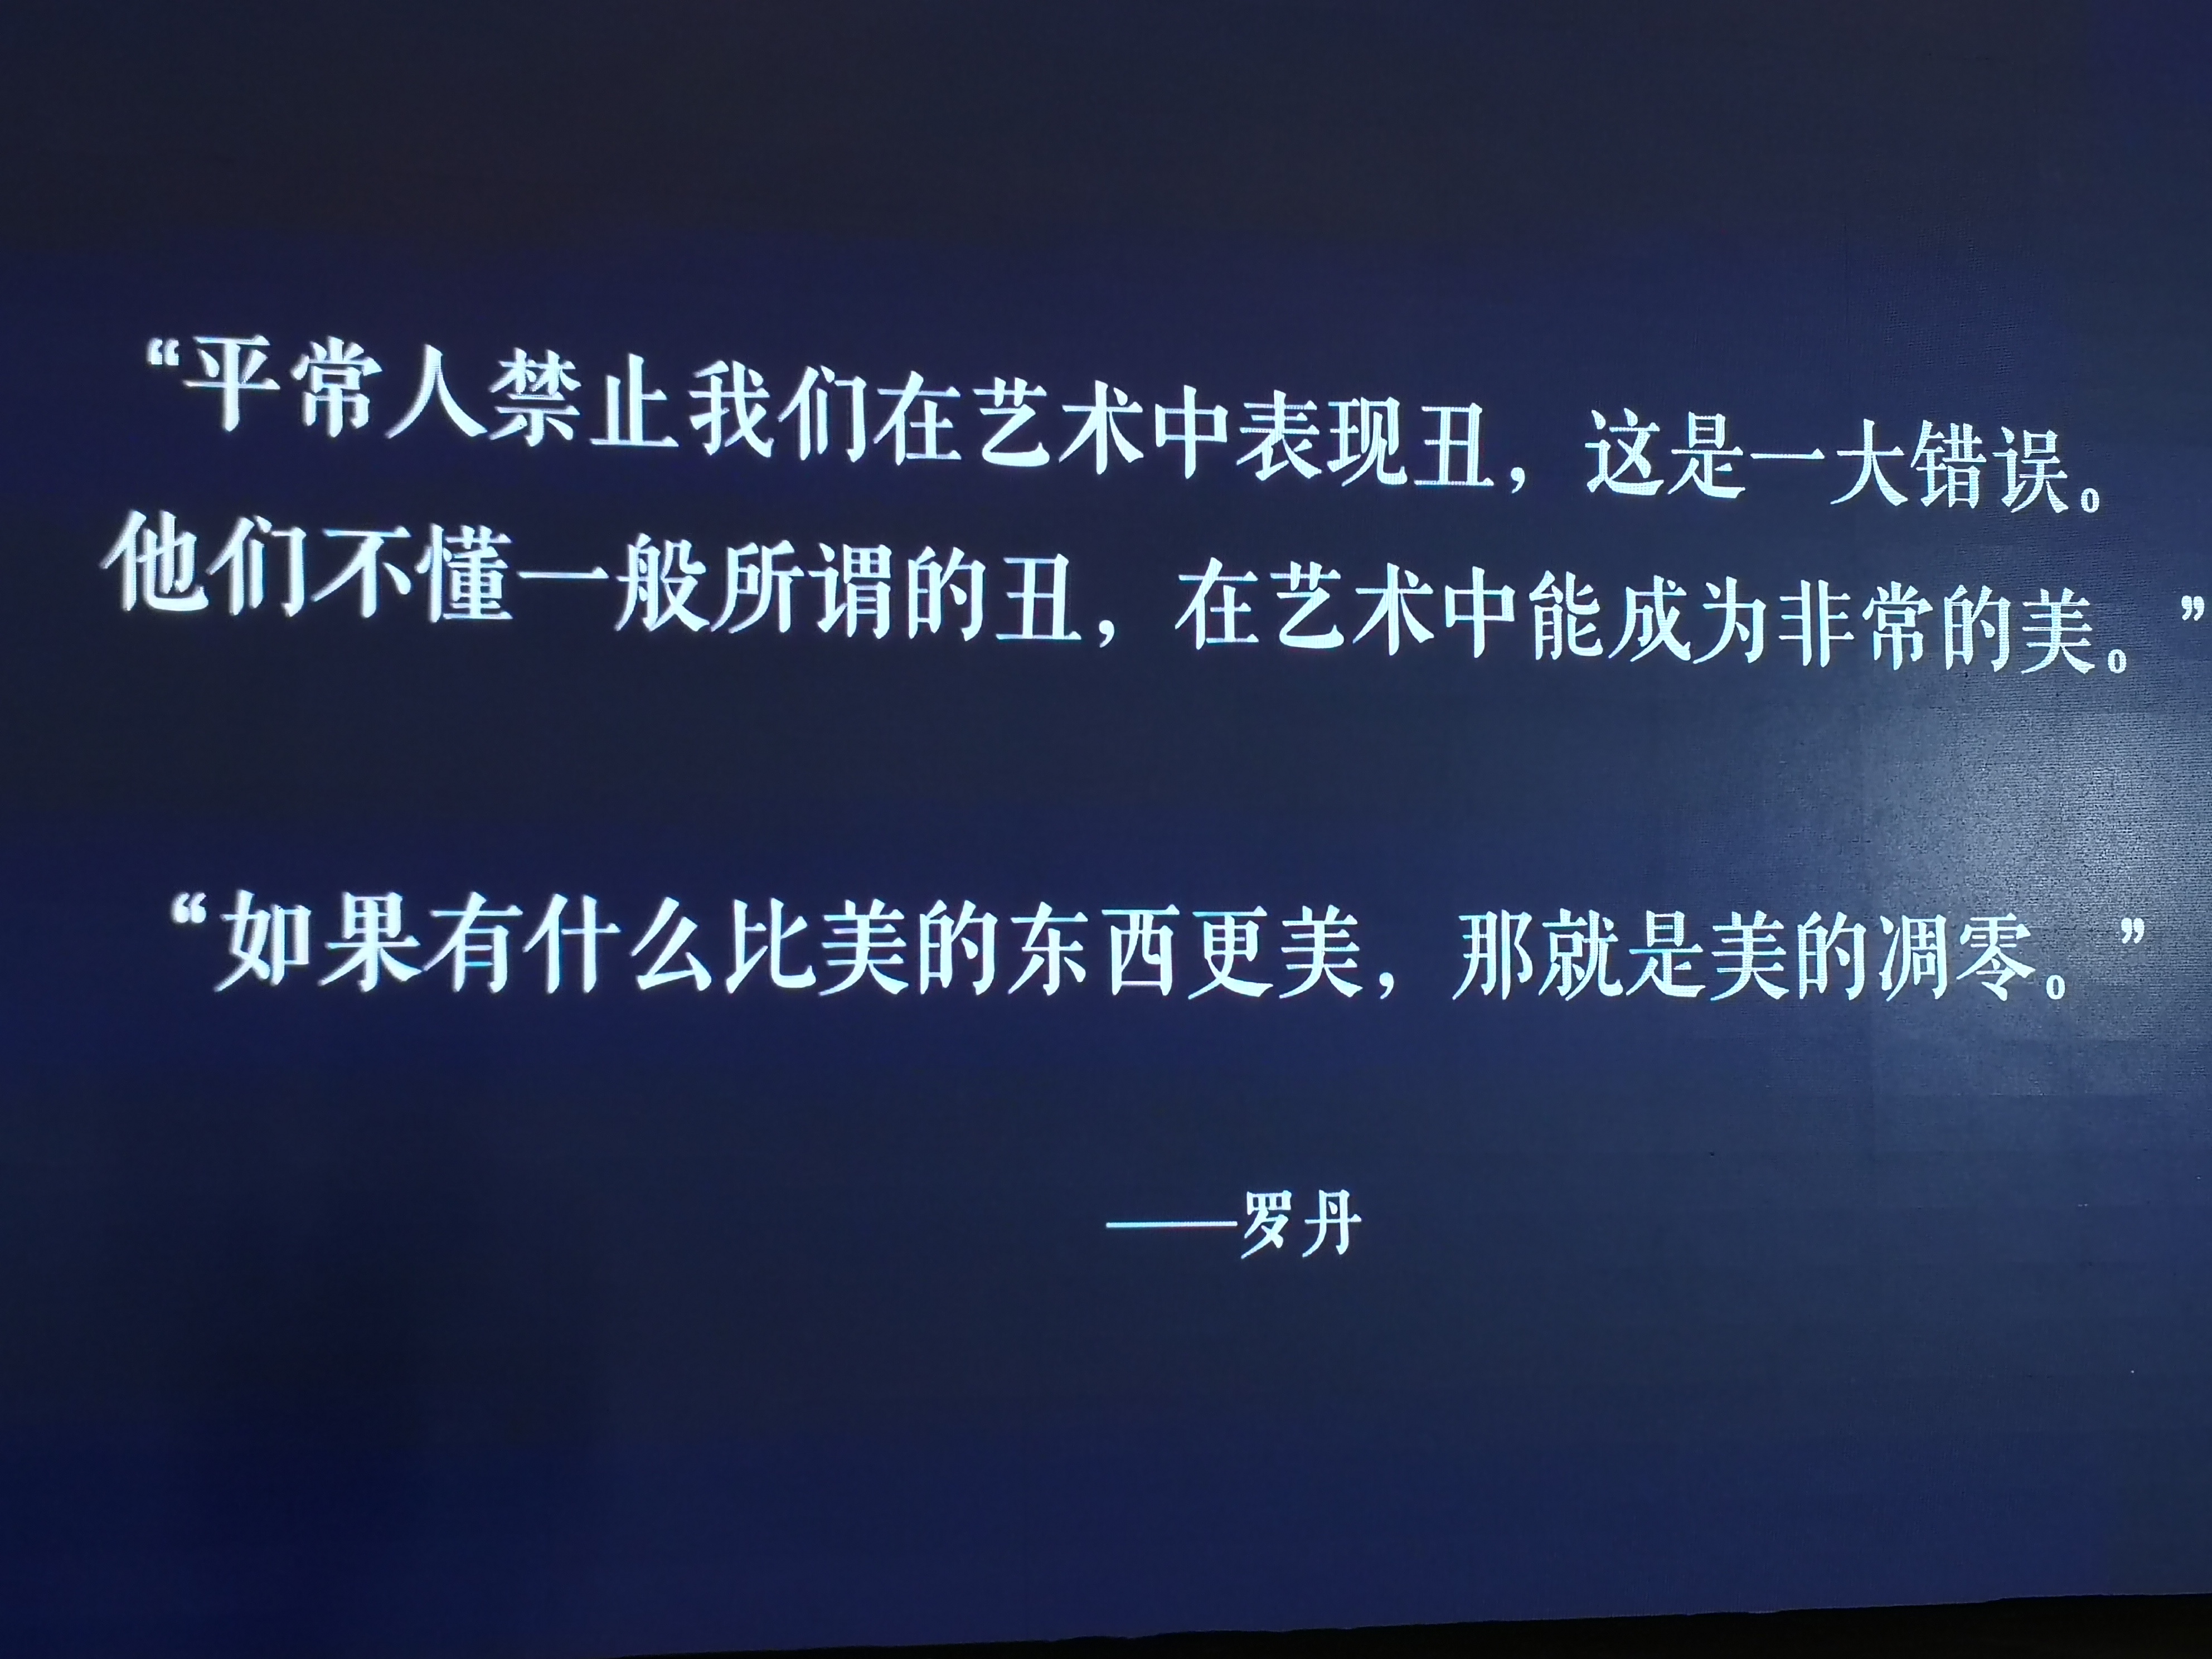 “平常人禁止我们在艺术中表现丑，这是一大错误。
他们不懂一般所谓的丑，在艺术中能成为非常的美。”
“如果有什么比美的东西更美，那就是美的凋零。”
——罗丹